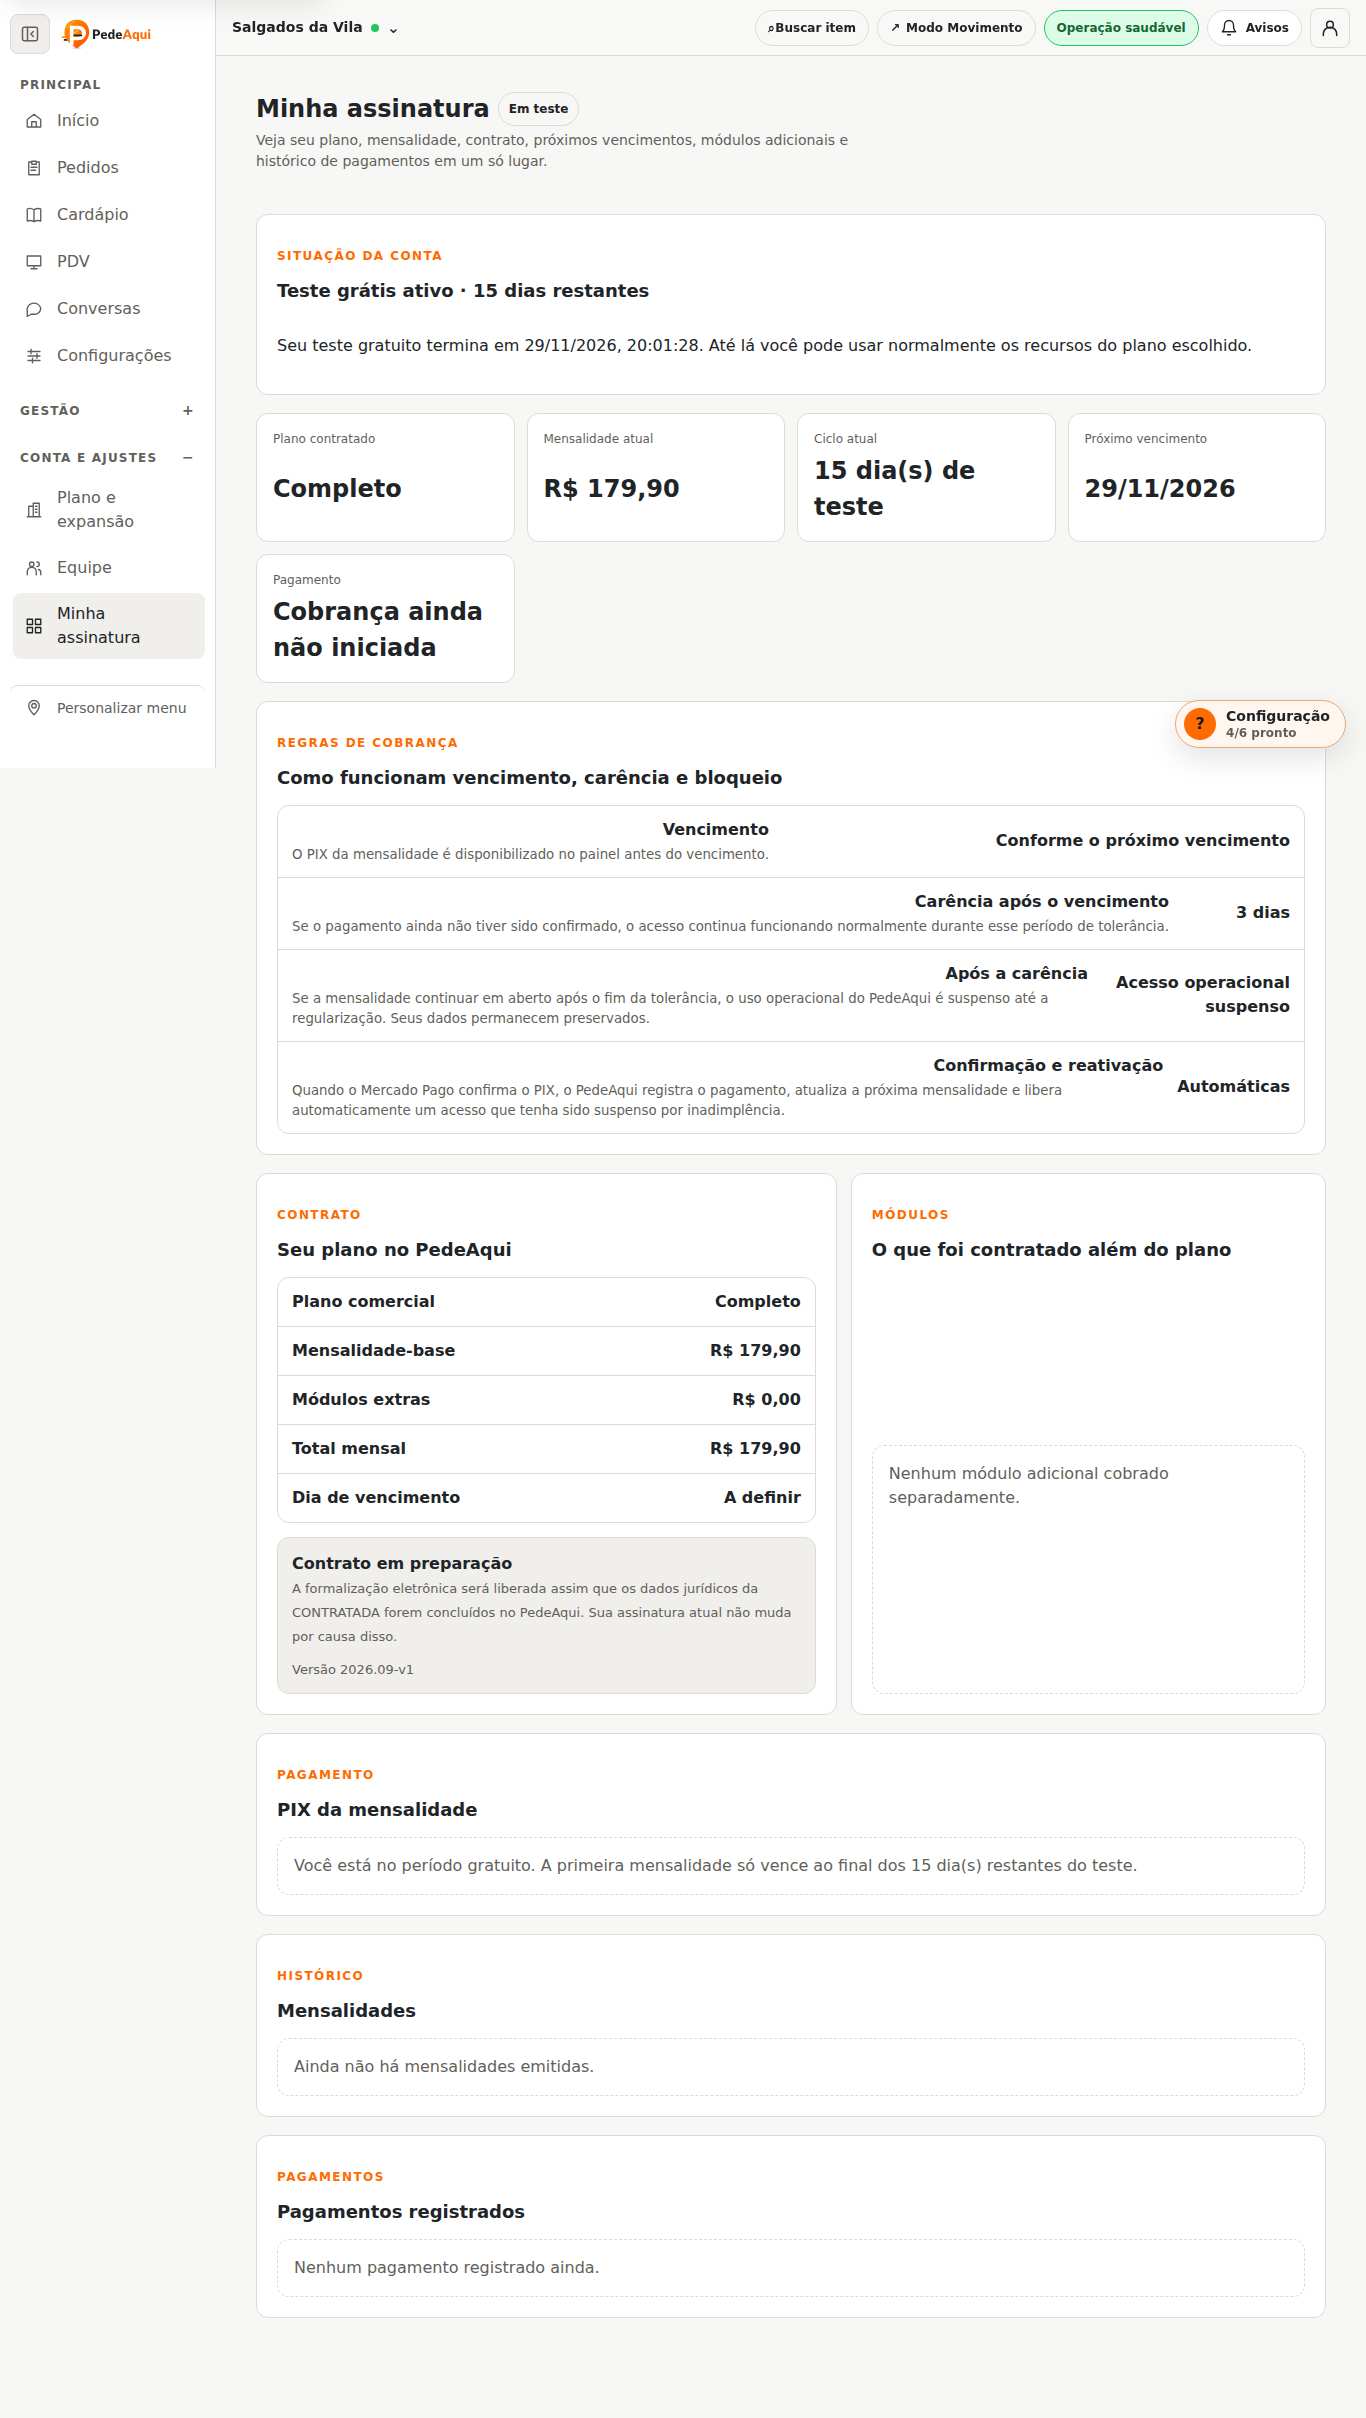 PedeAqui
PRINCIPAL
Início
Pedidos
Cardápio
PDV
Conversas
Configurações
GESTÃO +
CONTA E AJUSTES −
Plano e
expansão
Equipe
Minha
assinatura
Personalizar menu
Salgados da Vila
Buscar item
↗ Modo Movimento
Operação saudável
Avisos
Minha assinatura
Em teste
Veja seu plano, mensalidade, contrato, próximos vencimentos, módulos adicionais e
histórico de pagamentos em um só lugar.
SITUAÇÃO DA CONTA
Teste grátis ativo · 15 dias restantes
Seu teste gratuito termina em 29/11/2026, 20:01:28. Até lá você pode usar normalmente os recursos do plano escolhido.
Plano contratado
Completo
Mensalidade atual
R$ 179,90
Ciclo atual
15 dia(s) de
teste
Próximo vencimento
29/11/2026
Pagamento
Cobrança ainda
não iniciada
?
Configuração
4/6 pronto
REGRAS DE COBRANÇA
Como funcionam vencimento, carência e bloqueio
Vencimento
O PIX da mensalidade é disponibilizado no painel antes do vencimento.
Conforme o próximo vencimento
Carência após o vencimento
Se o pagamento ainda não tiver sido confirmado, o acesso continua funcionando normalmente durante esse período de tolerância.
3 dias
Após a carência
Se a mensalidade continuar em aberto após o fim da tolerância, o uso operacional do PedeAqui é suspenso até a
regularização. Seus dados permanecem preservados.
Acesso operacional
suspenso
Confirmação e reativação
Quando o Mercado Pago confirma o PIX, o PedeAqui registra o pagamento, atualiza a próxima mensalidade e libera
automaticamente um acesso que tenha sido suspenso por inadimplência.
Automáticas
CONTRATO
Seu plano no PedeAqui
Plano comercial Completo
Mensalidade-base R$ 179,90
Módulos extras R$ 0,00
Total mensal R$ 179,90
Dia de vencimento A definir
Contrato em preparação
A formalização eletrônica será liberada assim que os dados jurídicos da
CONTRATADA forem concluídos no PedeAqui. Sua assinatura atual não muda
por causa disso.
Versão 2026.09-v1
MÓDULOS
O que foi contratado além do plano
Nenhum módulo adicional cobrado
separadamente.
PAGAMENTO
PIX da mensalidade
Você está no período gratuito. A primeira mensalidade só vence ao final dos 15 dia(s) restantes do teste.
HISTÓRICO
Mensalidades
Ainda não há mensalidades emitidas.
PAGAMENTOS
Pagamentos registrados
Nenhum pagamento registrado ainda.